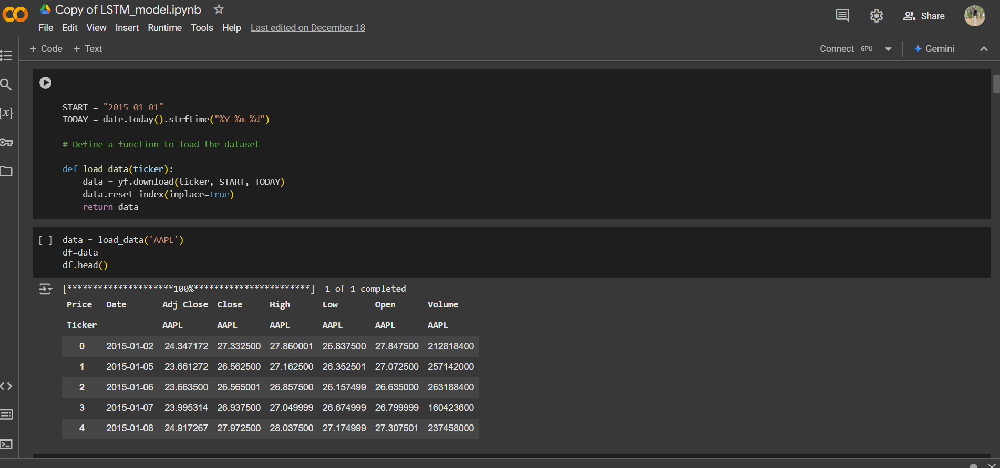 Copy of LSTM_model.ipynb
File Edit View Insert Runtime Tools Help Last edited on December 18
Share
+ Code + Text
Connect GPU
Gemini
{x}
START = "2015-01-01"
TODAY = date.today().strftime("%Y-%m-%d")
# Define a function to load the dataset
def load_data(ticker):
    data = yf.download(ticker, START, TODAY)
    data.reset_index(inplace=True)
    return data
[ ] data = load_data('AAPL')
df=data
df.head()
[*********************100%***********************] 1 of 1 completed
Price Date Adj Close Close High Low Open Volume
Ticker AAPL AAPL AAPL AAPL AAPL AAPL
0 2015-01-02 24.347172 27.332500 27.860001 26.837500 27.847500 212818400
1 2015-01-05 23.661272 26.562500 27.162500 26.352501 27.072500 257142000
2 2015-01-06 23.663500 26.565001 26.857500 26.157499 26.635000 263188400
3 2015-01-07 23.995314 26.937500 27.049999 26.674999 26.799999 160423600
4 2015-01-08 24.917267 27.972500 28.037500 27.174999 27.307501 237458000